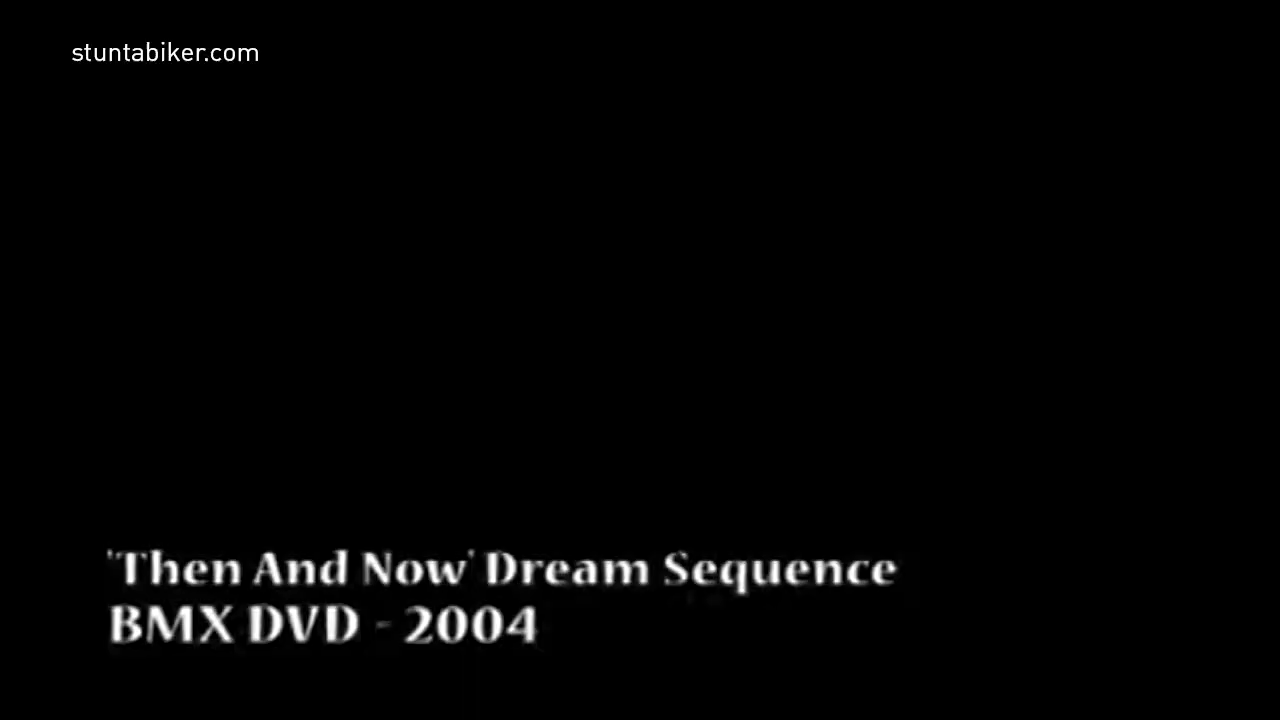 stuntabiker.com
'Then And Now' Dream Sequence
BMX DVD - 2004